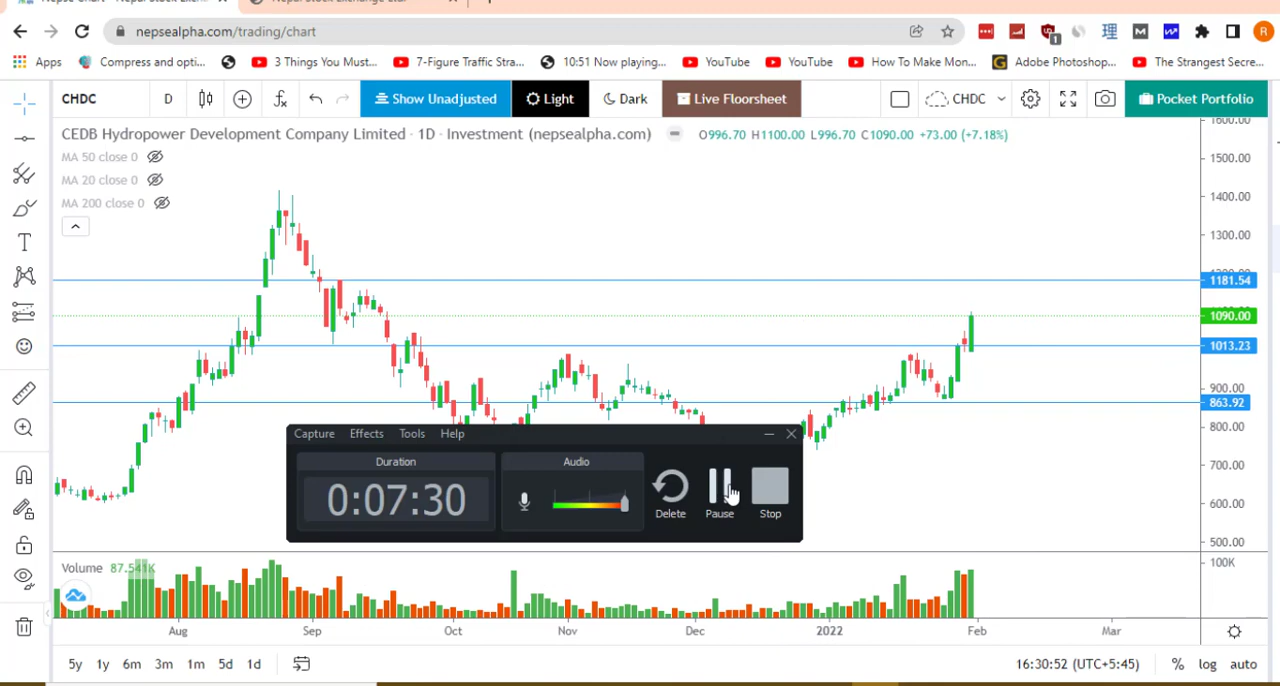 nepsealpha.com/trading/chart
1
理
M
R
Apps
Compress and opti...
3 Things You Must...
7-Figure Traffic Stra...
10:51 Now playing...
YouTube
YouTube
How To Make Mon...
Adobe Photoshop...
The Strangest Secre...
CHDC
D
Show Unadjusted
Light
Dark
Live Floorsheet
CHDC
Pocket Portfolio
CEDB Hydropower Development Company Limited · 1D · Investment (nepsealpha.com)
O996.70 H1100.00 L996.70 C1090.00 +73.00 (+7.18%)
MA 50 close 0
MA 20 close 0
MA 200 close 0
T
1500.00
1400.00
1300.00
1181.54
1090.00
1013.23
900.00
863.92
800.00
700.00
600.00
500.00
Capture Effects Tools Help
Duration
0:07:30
Audio
Delete
Pause
Stop
Volume 87.541K
100K
Aug Sep Oct Nov Dec 2022 Feb Mar
5y 1y 6m 3m 1m 5d 1d
16:30:52 (UTC+5:45)
% log auto